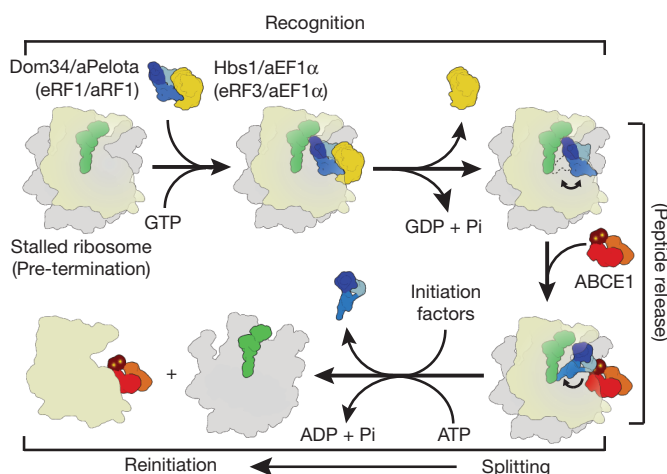 Recognition
Dom34/aPelota
(eRF1/aRF1)
Hbs1/aEF1α
(eRF3/aEF1α)
GTP
GDP + Pi
Stalled ribosome
(Pre-termination)
(Peptide release)
ABCE1
Initiation
factors
+
ADP + Pi
ATP
Reinitiation
Splitting